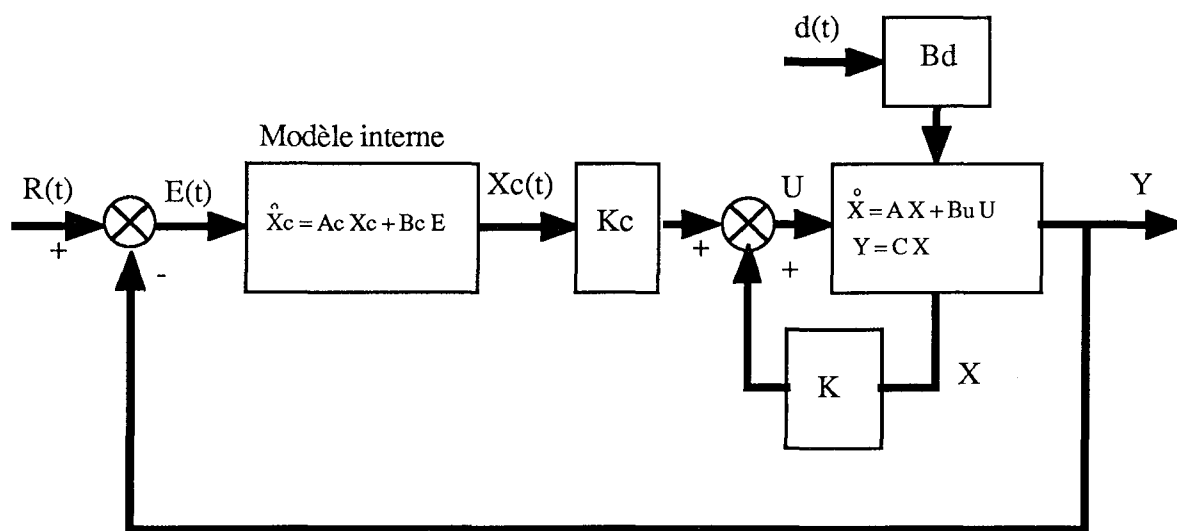 d(t)
Bd
Modèle interne
R(t)
E(t)
Xc(t)
U
Y
X̊c = Ac Xc + Bc E
Kc
X̊ = A X + Bu U
Y = C X
+
-
+
+
K
X